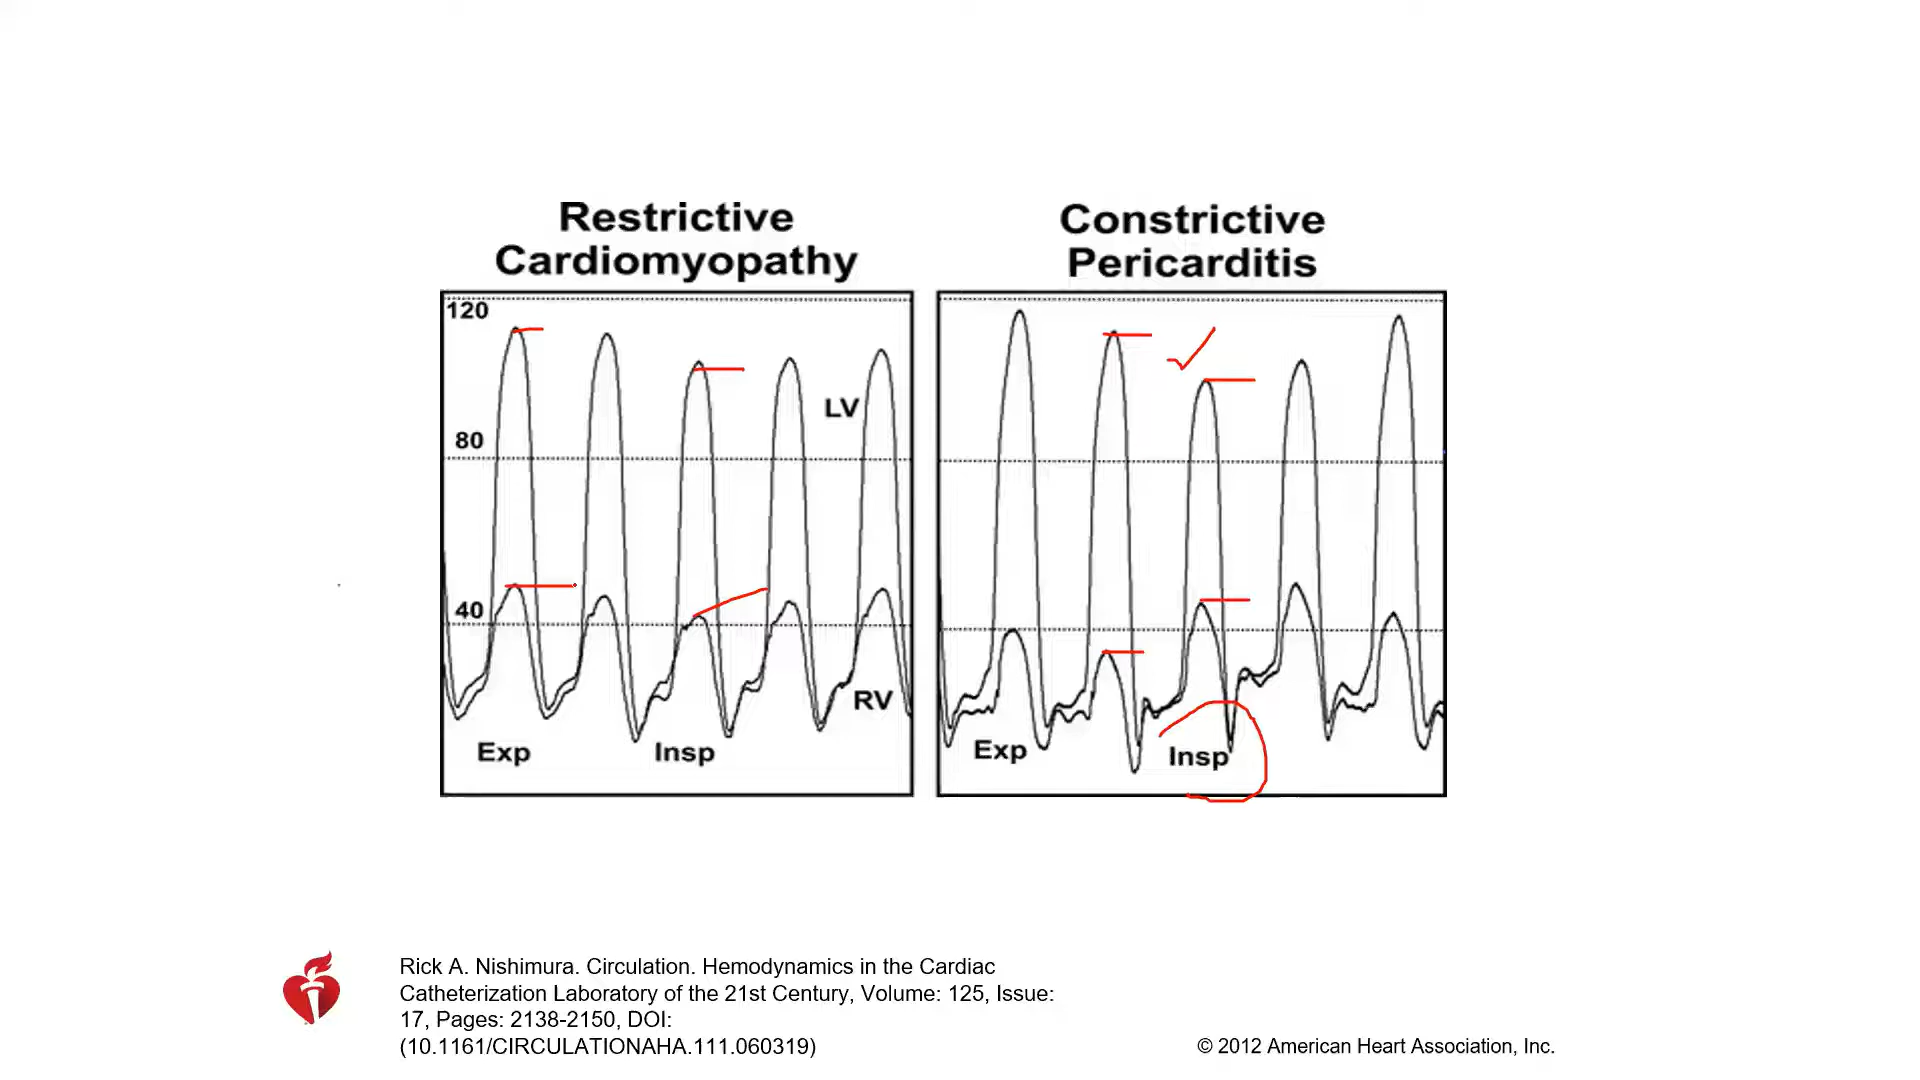 Restrictive
Cardiomyopathy
Constrictive
Pericarditis
120
80
40
LV
RV
Exp
Insp
Exp
Insp
Rick A. Nishimura. Circulation. Hemodynamics in the Cardiac
Catheterization Laboratory of the 21st Century, Volume: 125, Issue:
17, Pages: 2138-2150, DOI:
(10.1161/CIRCULATIONAHA.111.060319)
© 2012 American Heart Association, Inc.